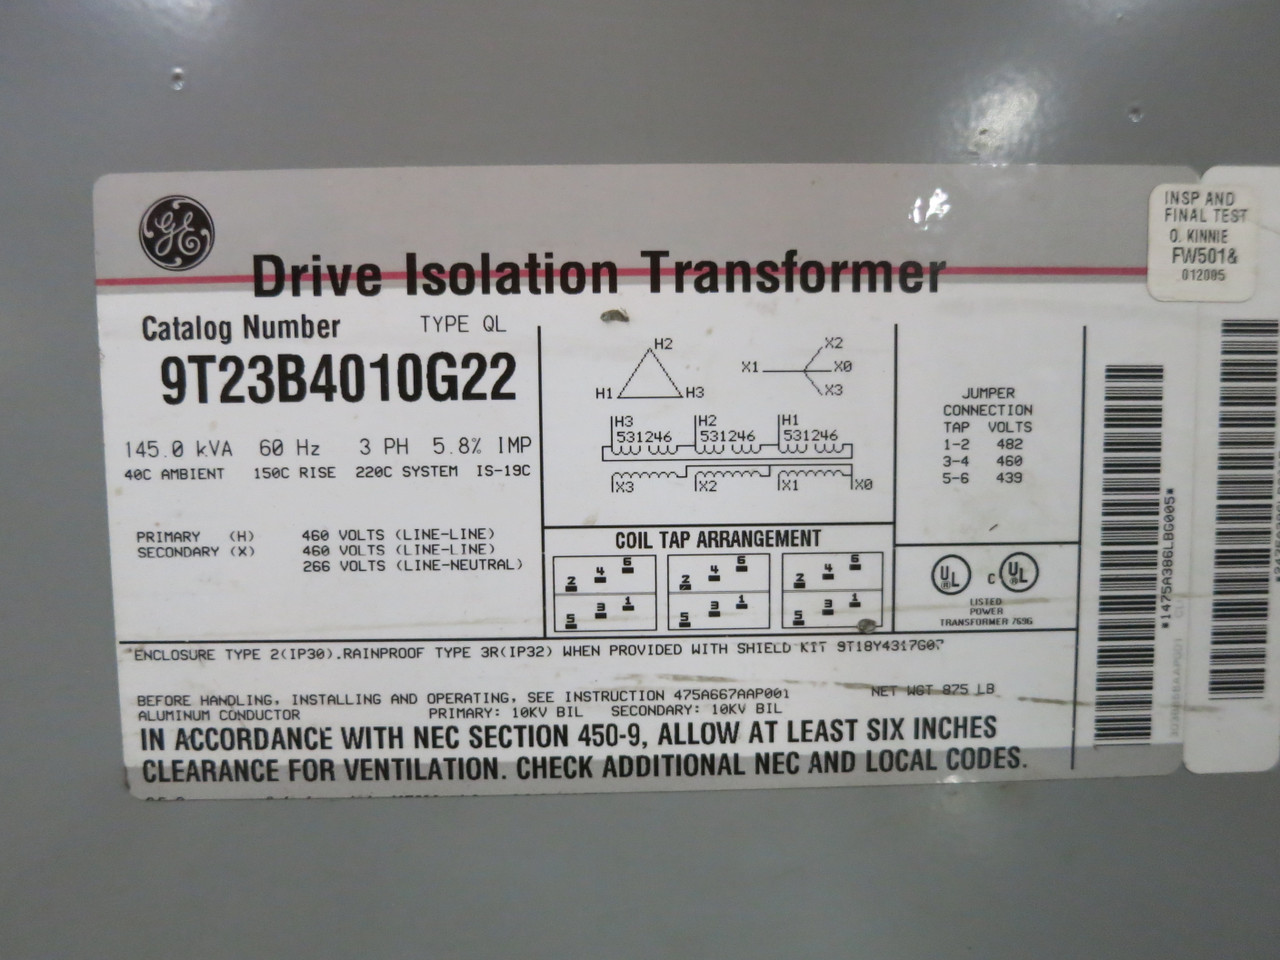 GE
Drive Isolation Transformer
INSP AND
FINAL TEST
O. KINNIE
FW501&
012005
Catalog Number TYPE QL
9T23B4010G22
145.0 kVA 60 Hz 3 PH 5.8% IMP
40C AMBIENT 150C RISE 220C SYSTEM IS-19C
PRIMARY (H) 460 VOLTS (LINE-LINE)
SECONDARY (X) 460 VOLTS (LINE-LINE)
266 VOLTS (LINE-NEUTRAL)
H2
H1 H3
X2
X1 X0
X3
H3 H2 H1
531246 531246 531246
X3 X2 X1 X0
JUMPER
CONNECTION
TAP VOLTS
1-2 482
3-4 460
5-6 439
COIL TAP ARRANGEMENT
2 4 6 2 4 6 2 4 6
5 3 1 5 3 1 5 3 1
UL C UL
LISTED
POWER
TRANSFORMER 769G
ENCLOSURE TYPE 2(IP30).RAINPROOF TYPE 3R(IP32) WHEN PROVIDED WITH SHIELD KIT 9T18Y4317G07
BEFORE HANDLING, INSTALLING AND OPERATING, SEE INSTRUCTION 475A667AAP001 NET WGT 875 LB
ALUMINUM CONDUCTOR PRIMARY: 10KV BIL SECONDARY: 10KV BIL
IN ACCORDANCE WITH NEC SECTION 450-9, ALLOW AT LEAST SIX INCHES
CLEARANCE FOR VENTILATION. CHECK ADDITIONAL NEC AND LOCAL CODES.
*1475A386LBG005*